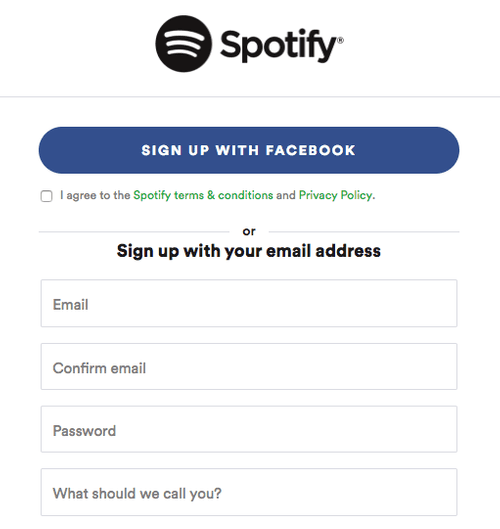 Spotify®
SIGN UP WITH FACEBOOK
I agree to the Spotify terms & conditions and Privacy Policy.
or
Sign up with your email address
Email
Confirm email
Password
What should we call you?